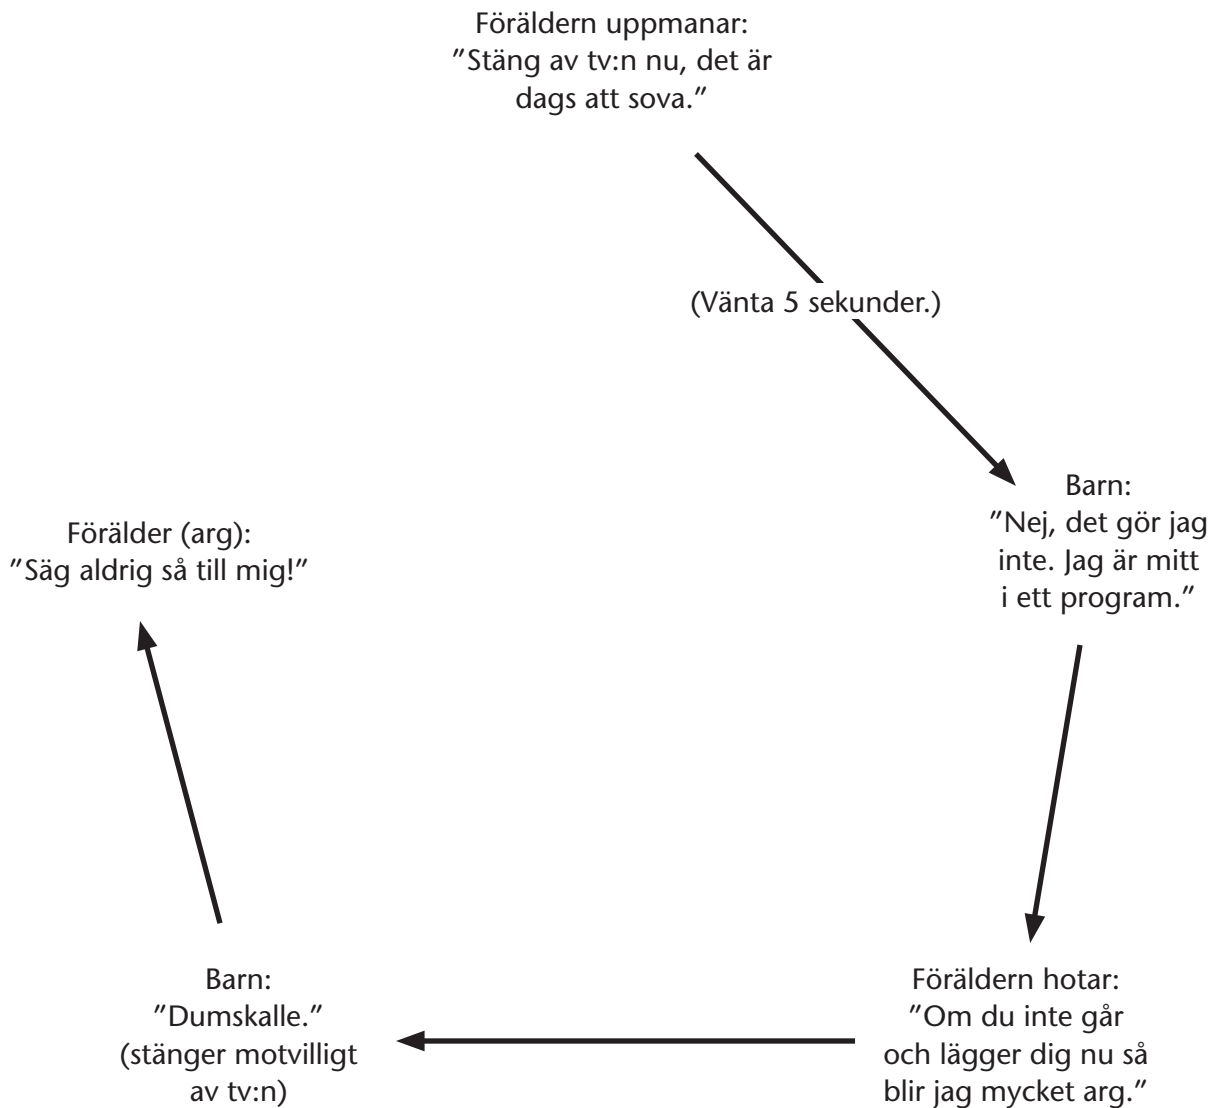 Föräldern uppmanar:
”Stäng av tv:n nu, det är
dags att sova.”
(Vänta 5 sekunder.)
Barn:
”Nej, det gör jag
inte. Jag är mitt
i ett program.”
Föräldern hotar:
”Om du inte går
och lägger dig nu så
blir jag mycket arg.”
Barn:
”Dumskalle.”
(stänger motvilligt
av tv:n)
Förälder (arg):
”Säg aldrig så till mig!”